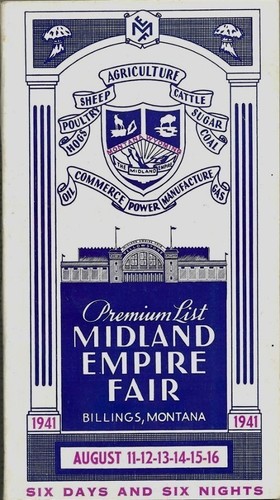 AGRICULTURE
SHEEP CATTLE
POULTRY SUGAR
HOGS COAL
MONTANA WYOMING
THE MIDLAND EMPIRE
OIL COMMERCE POWER MANUFACTURE GAS
Premium List
MIDLAND
EMPIRE
FAIR
BILLINGS, MONTANA
1941 1941
AUGUST 11-12-13-14-15-16
SIX DAYS AND SIX NIGHTS